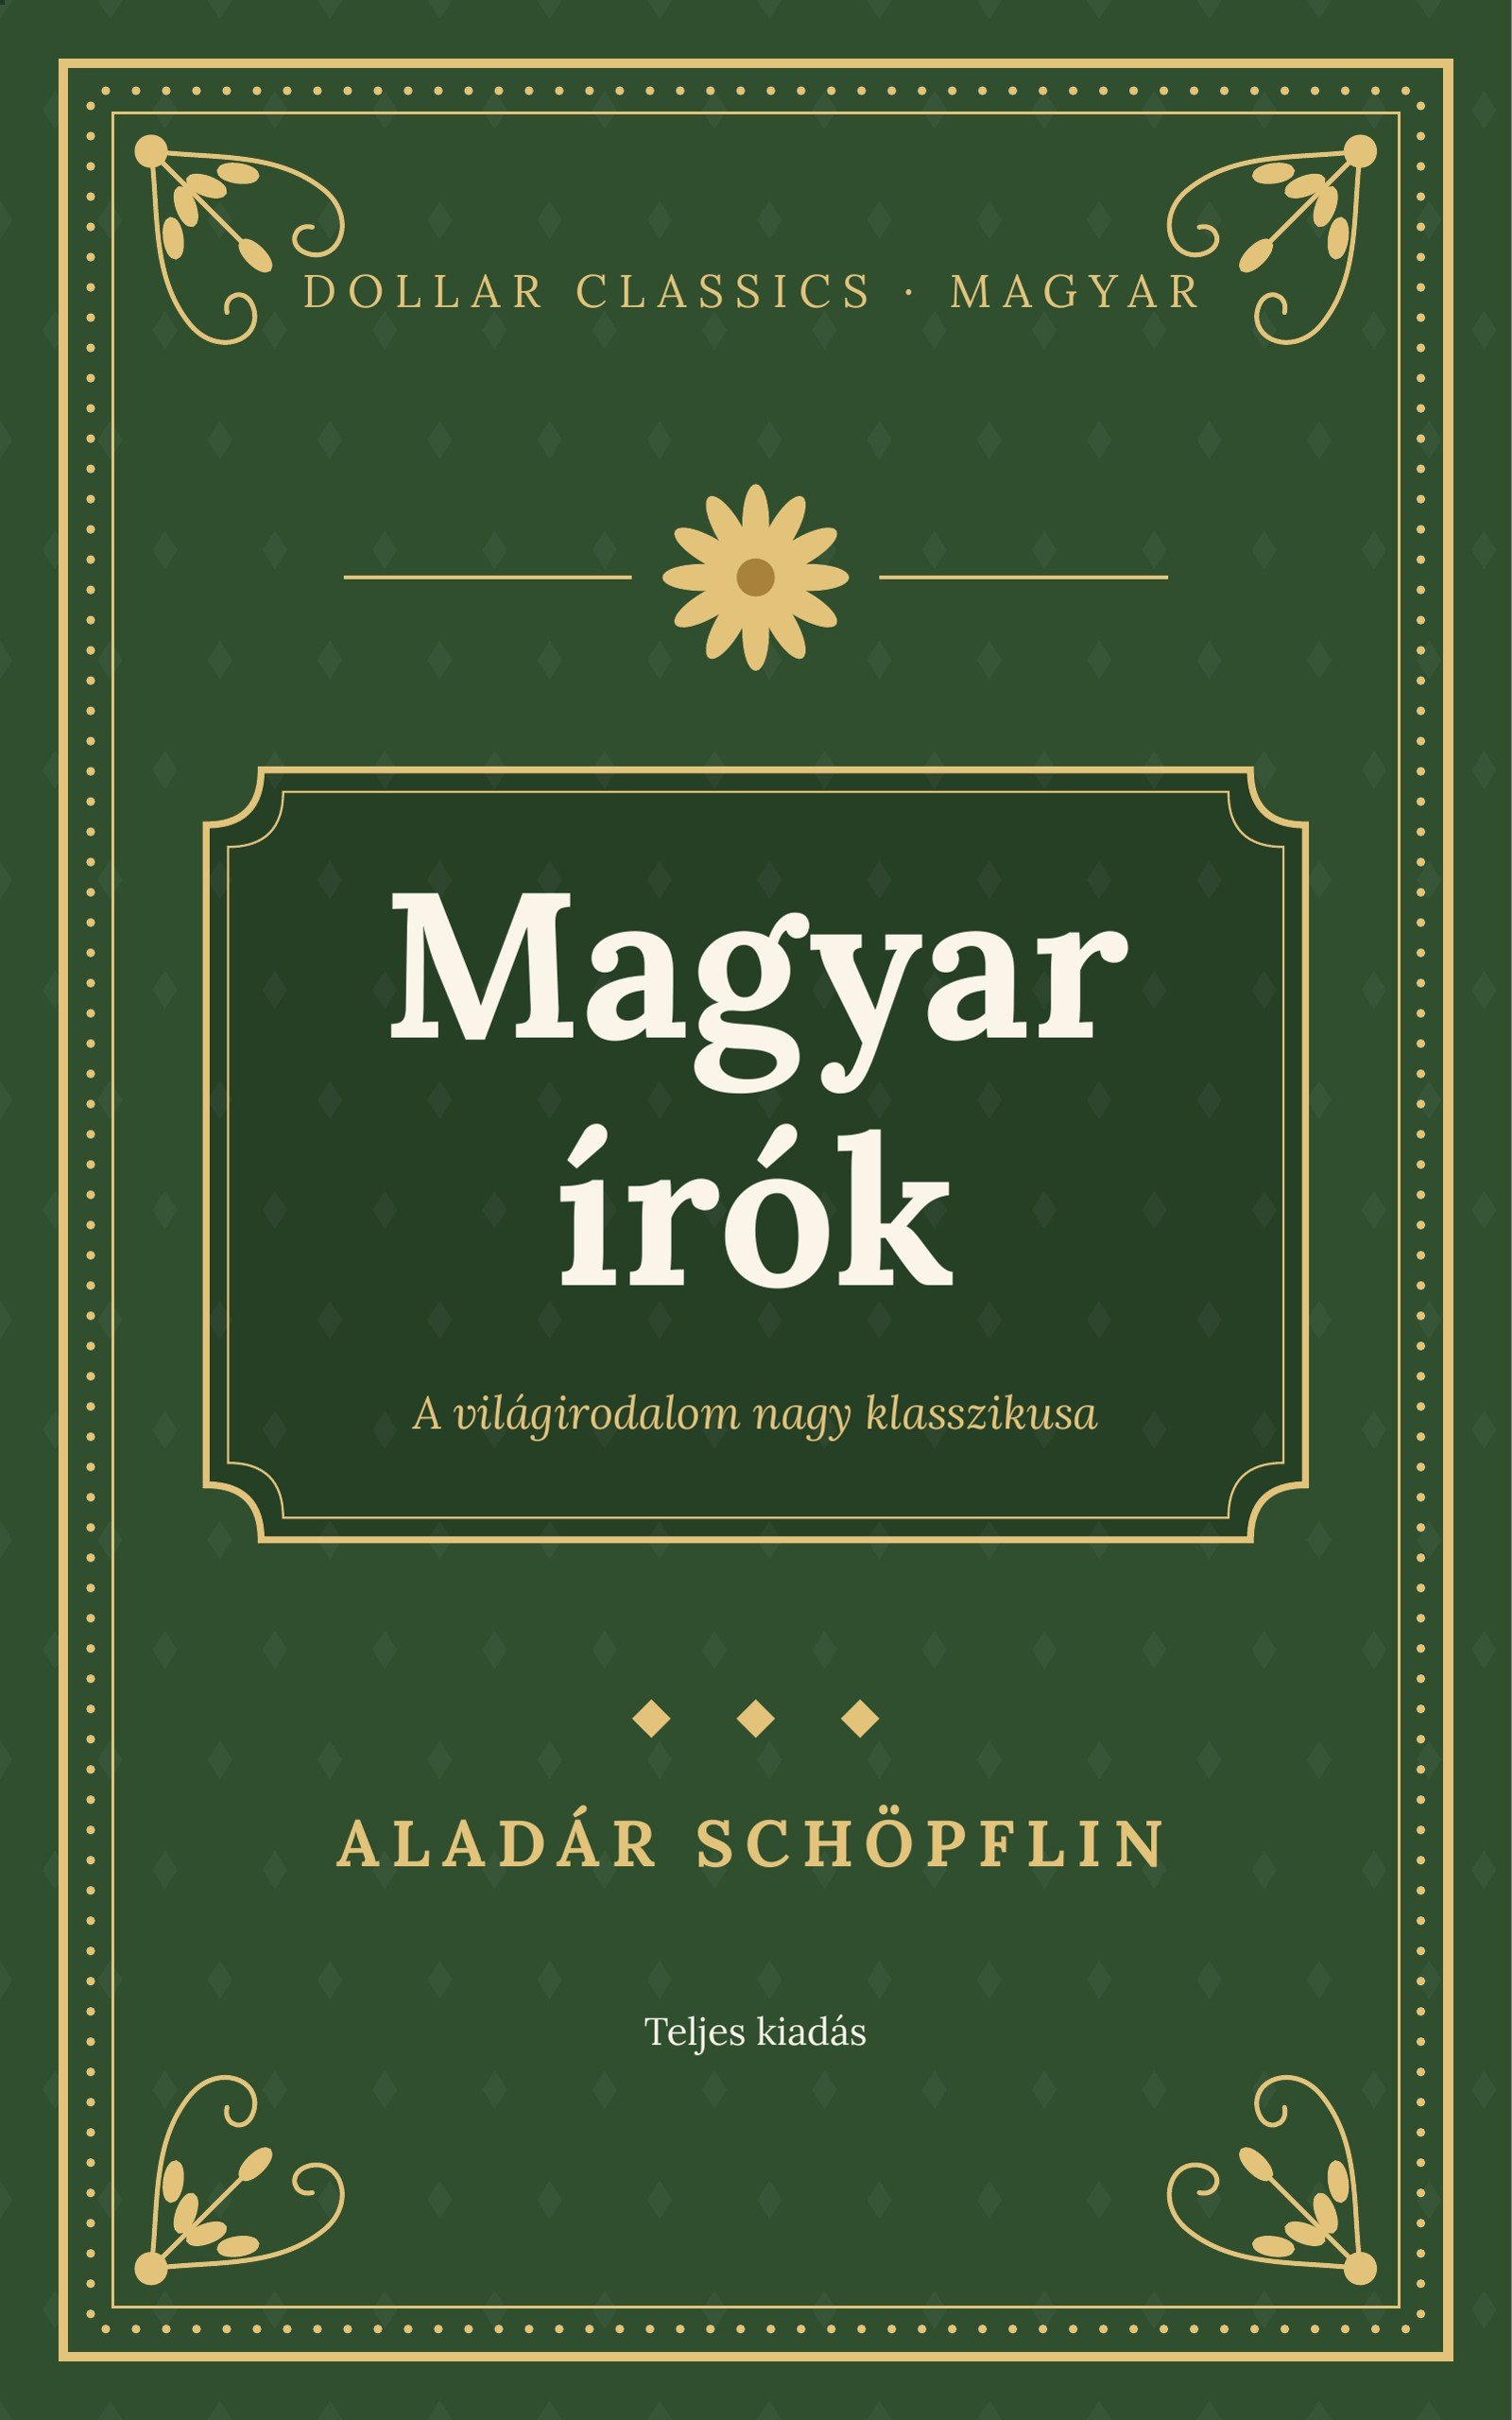 DOLLAR CLASSICS · MAGYAR
Magyar
írók
A világirodalom nagy klasszikusa
ALADÁR SCHÖPFLIN
Teljes kiadás